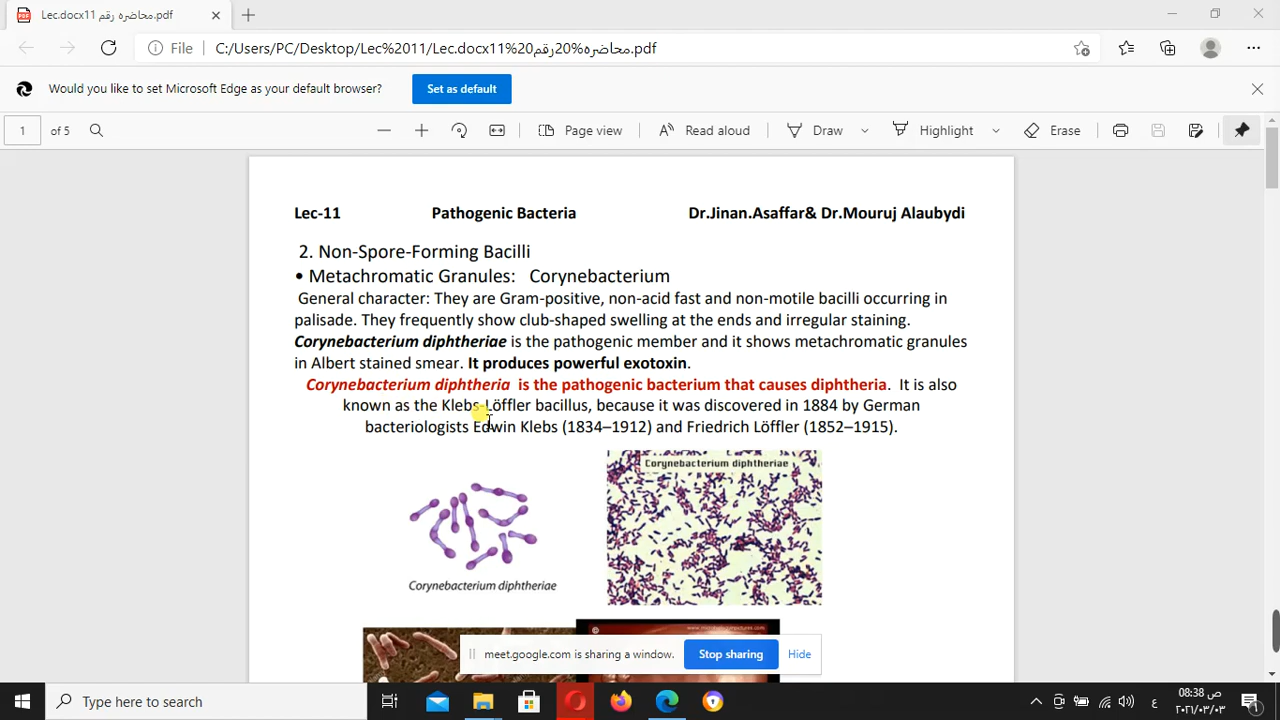 Lec.docx11 محاضره رقم.pdf
File
C:/Users/PC/Desktop/Lec%2011/Lec.docx11%20محاضره%20رقم.pdf
Would you like to set Microsoft Edge as your default browser?
Set as default
1 of 5
Page view
Read aloud
Draw
Highlight
Erase
Lec-11 Pathogenic Bacteria Dr.Jinan.Asaffar& Dr.Mouruj Alaubydi
2. Non-Spore-Forming Bacilli
• Metachromatic Granules: Corynebacterium
General character: They are Gram-positive, non-acid fast and non-motile bacilli occurring in
palisade. They frequently show club-shaped swelling at the ends and irregular staining.
Corynebacterium diphtheriae is the pathogenic member and it shows metachromatic granules
in Albert stained smear. It produces powerful exotoxin.
Corynebacterium diphtheria is the pathogenic bacterium that causes diphtheria. It is also
known as the Klebs-Löffler bacillus, because it was discovered in 1884 by German
bacteriologists Edwin Klebs (1834–1912) and Friedrich Löffler (1852–1915).
Corynebacterium diphtheriae
Corynebacterium diphtheriae
meet.google.com is sharing a window.
Stop sharing
Hide
Type here to search
ع
08:38 ص
٢٠٢١/٠٣/٠٣